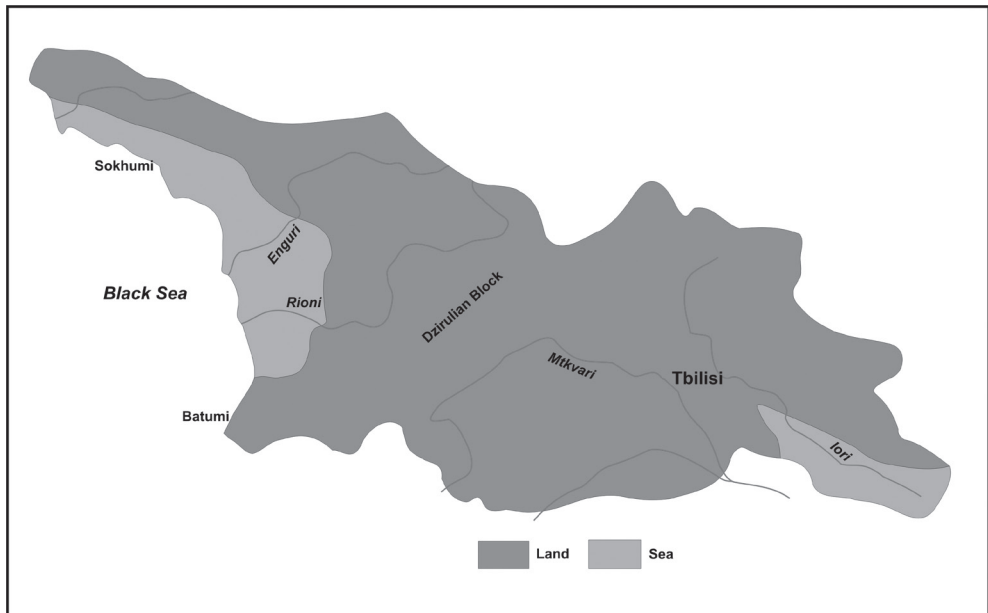 Sokhumi
Enguri
Black Sea
Rioni
Dzirulian Block
Mtkvari
Tbilisi
Batumi
Iori
Land
Sea